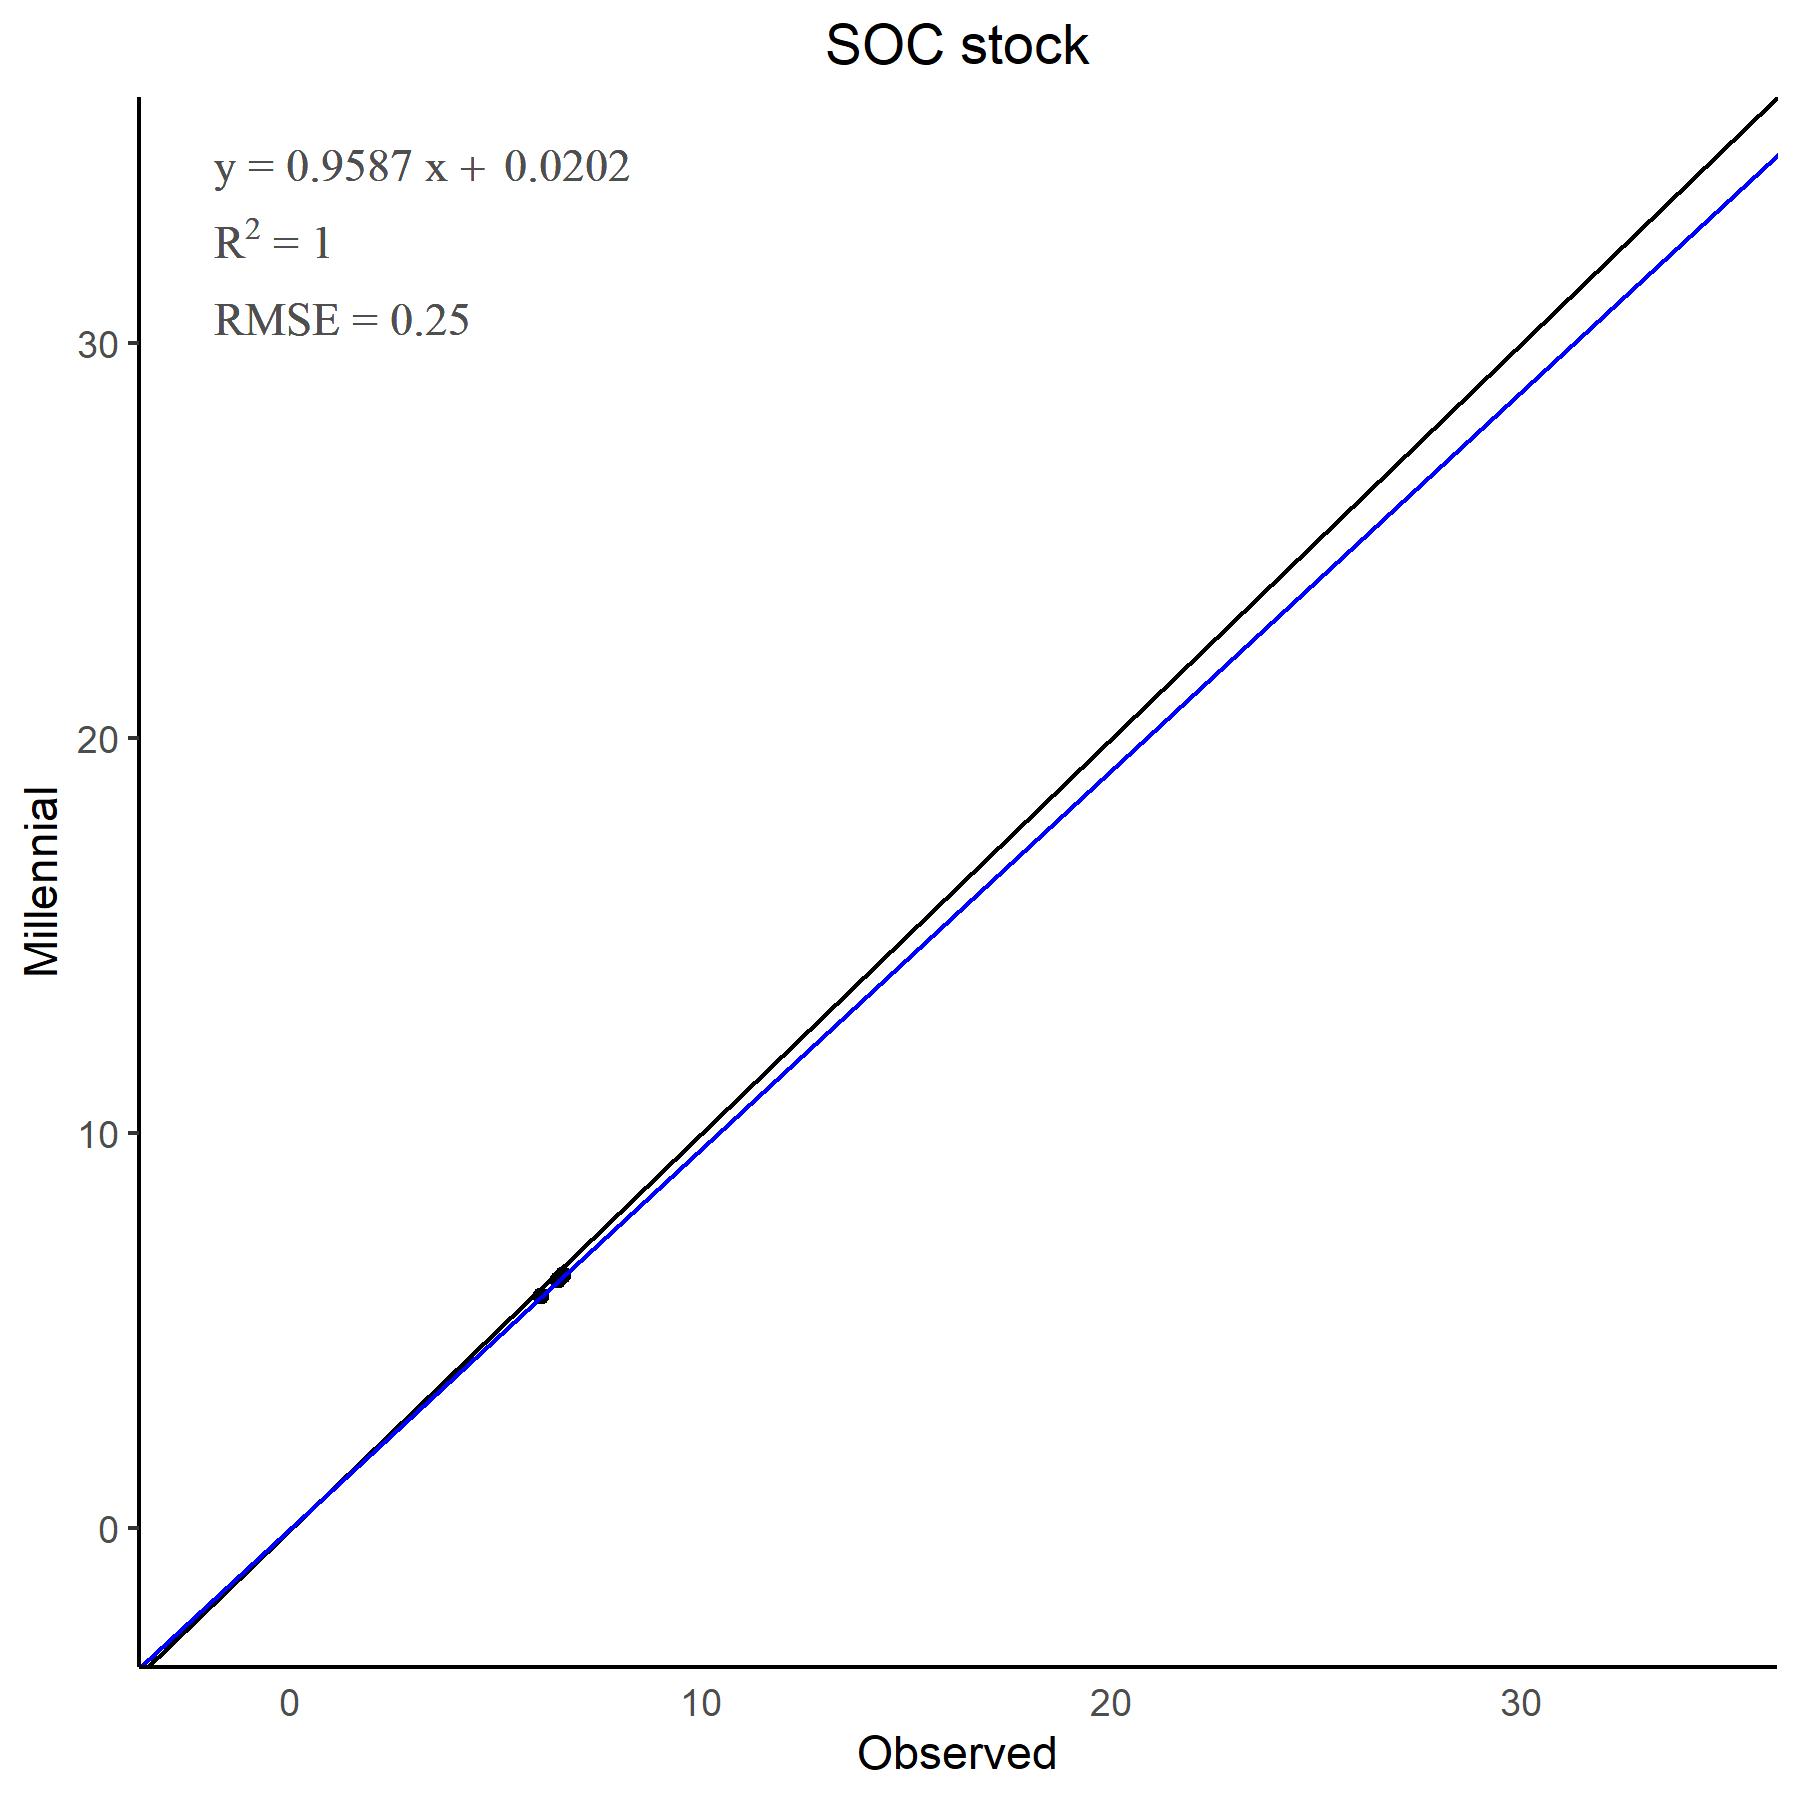 SOC stock
y = 0.9587 x + 0.0202
R² = 1
RMSE = 0.25
30
20
10
0
Millennial
0 10 20 30
Observed